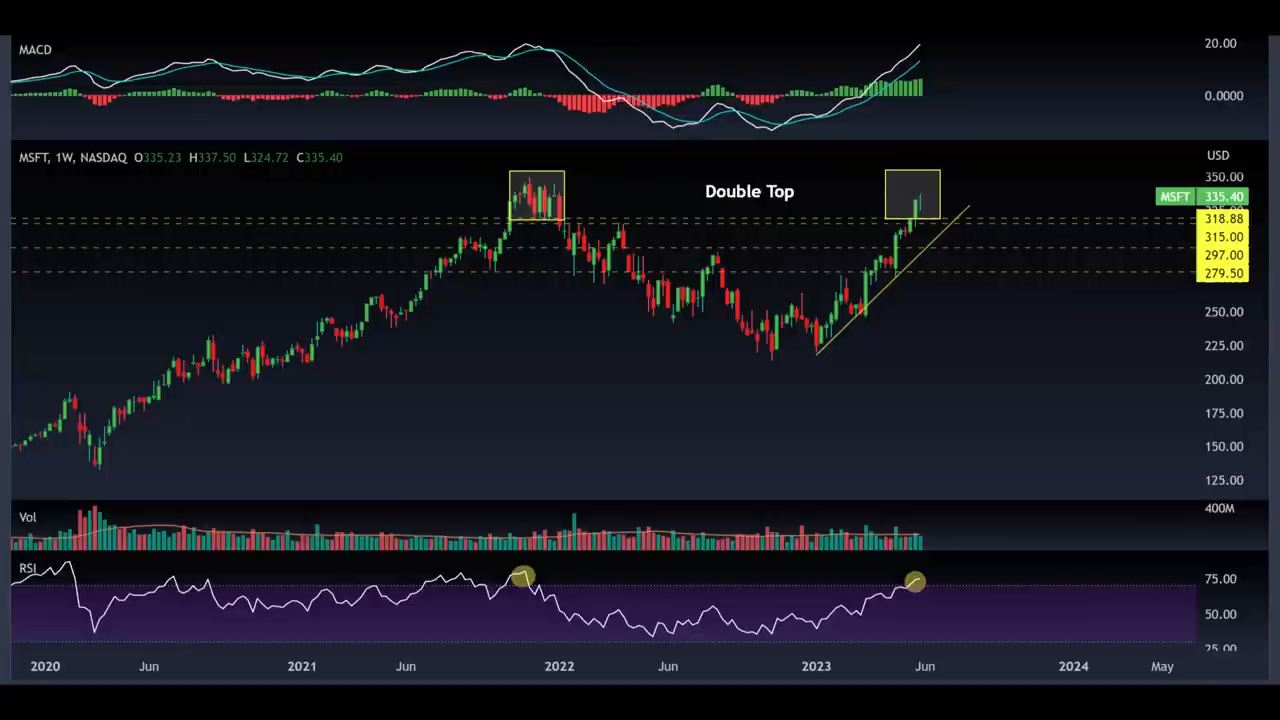 MACD
20.00
0.0000
MSFT, 1W, NASDAQ O335.23 H337.50 L324.72 C335.40
USD
Double Top
350.00
MSFT 335.40
318.88
315.00
297.00
279.50
250.00
225.00
200.00
175.00
150.00
125.00
Vol
400M
RSI
75.00
50.00
25.00
2020 Jun 2021 Jun 2022 Jun 2023 Jun 2024 May